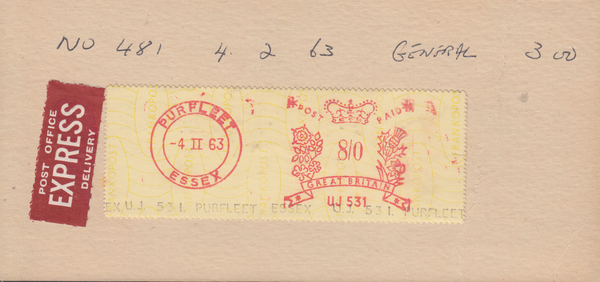 NO 481 4. 2 63 GENERAL 3 00
POST OFFICE
EXPRESS
DELIVERY
PURFLEET
-4 II 63
ESSEX
POST PAID
8/0
GREAT BRITAIN
UJ 531
EX. U.J. 531. PURFLEET ESSEX U.J. 531. PURFLEET